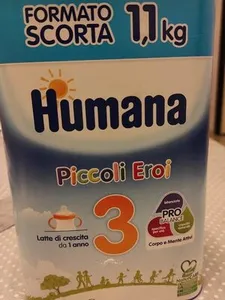 FORMATO
SCORTA 1,1 kg
Humana
Piccoli Eroi
3
Latte di crescita
da 1 anno
PRO
BALANCE
Corpo e Mente Attivi